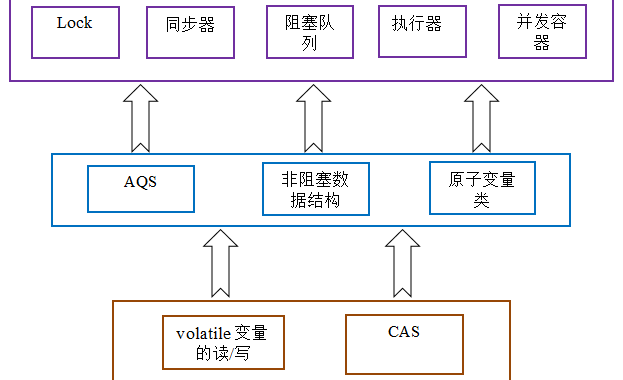 Lock
同步器
阻塞队
列
执行器
并发容
器
AQS
非阻塞数
据结构
原子变量
类
volatile 变量
的读/写
CAS